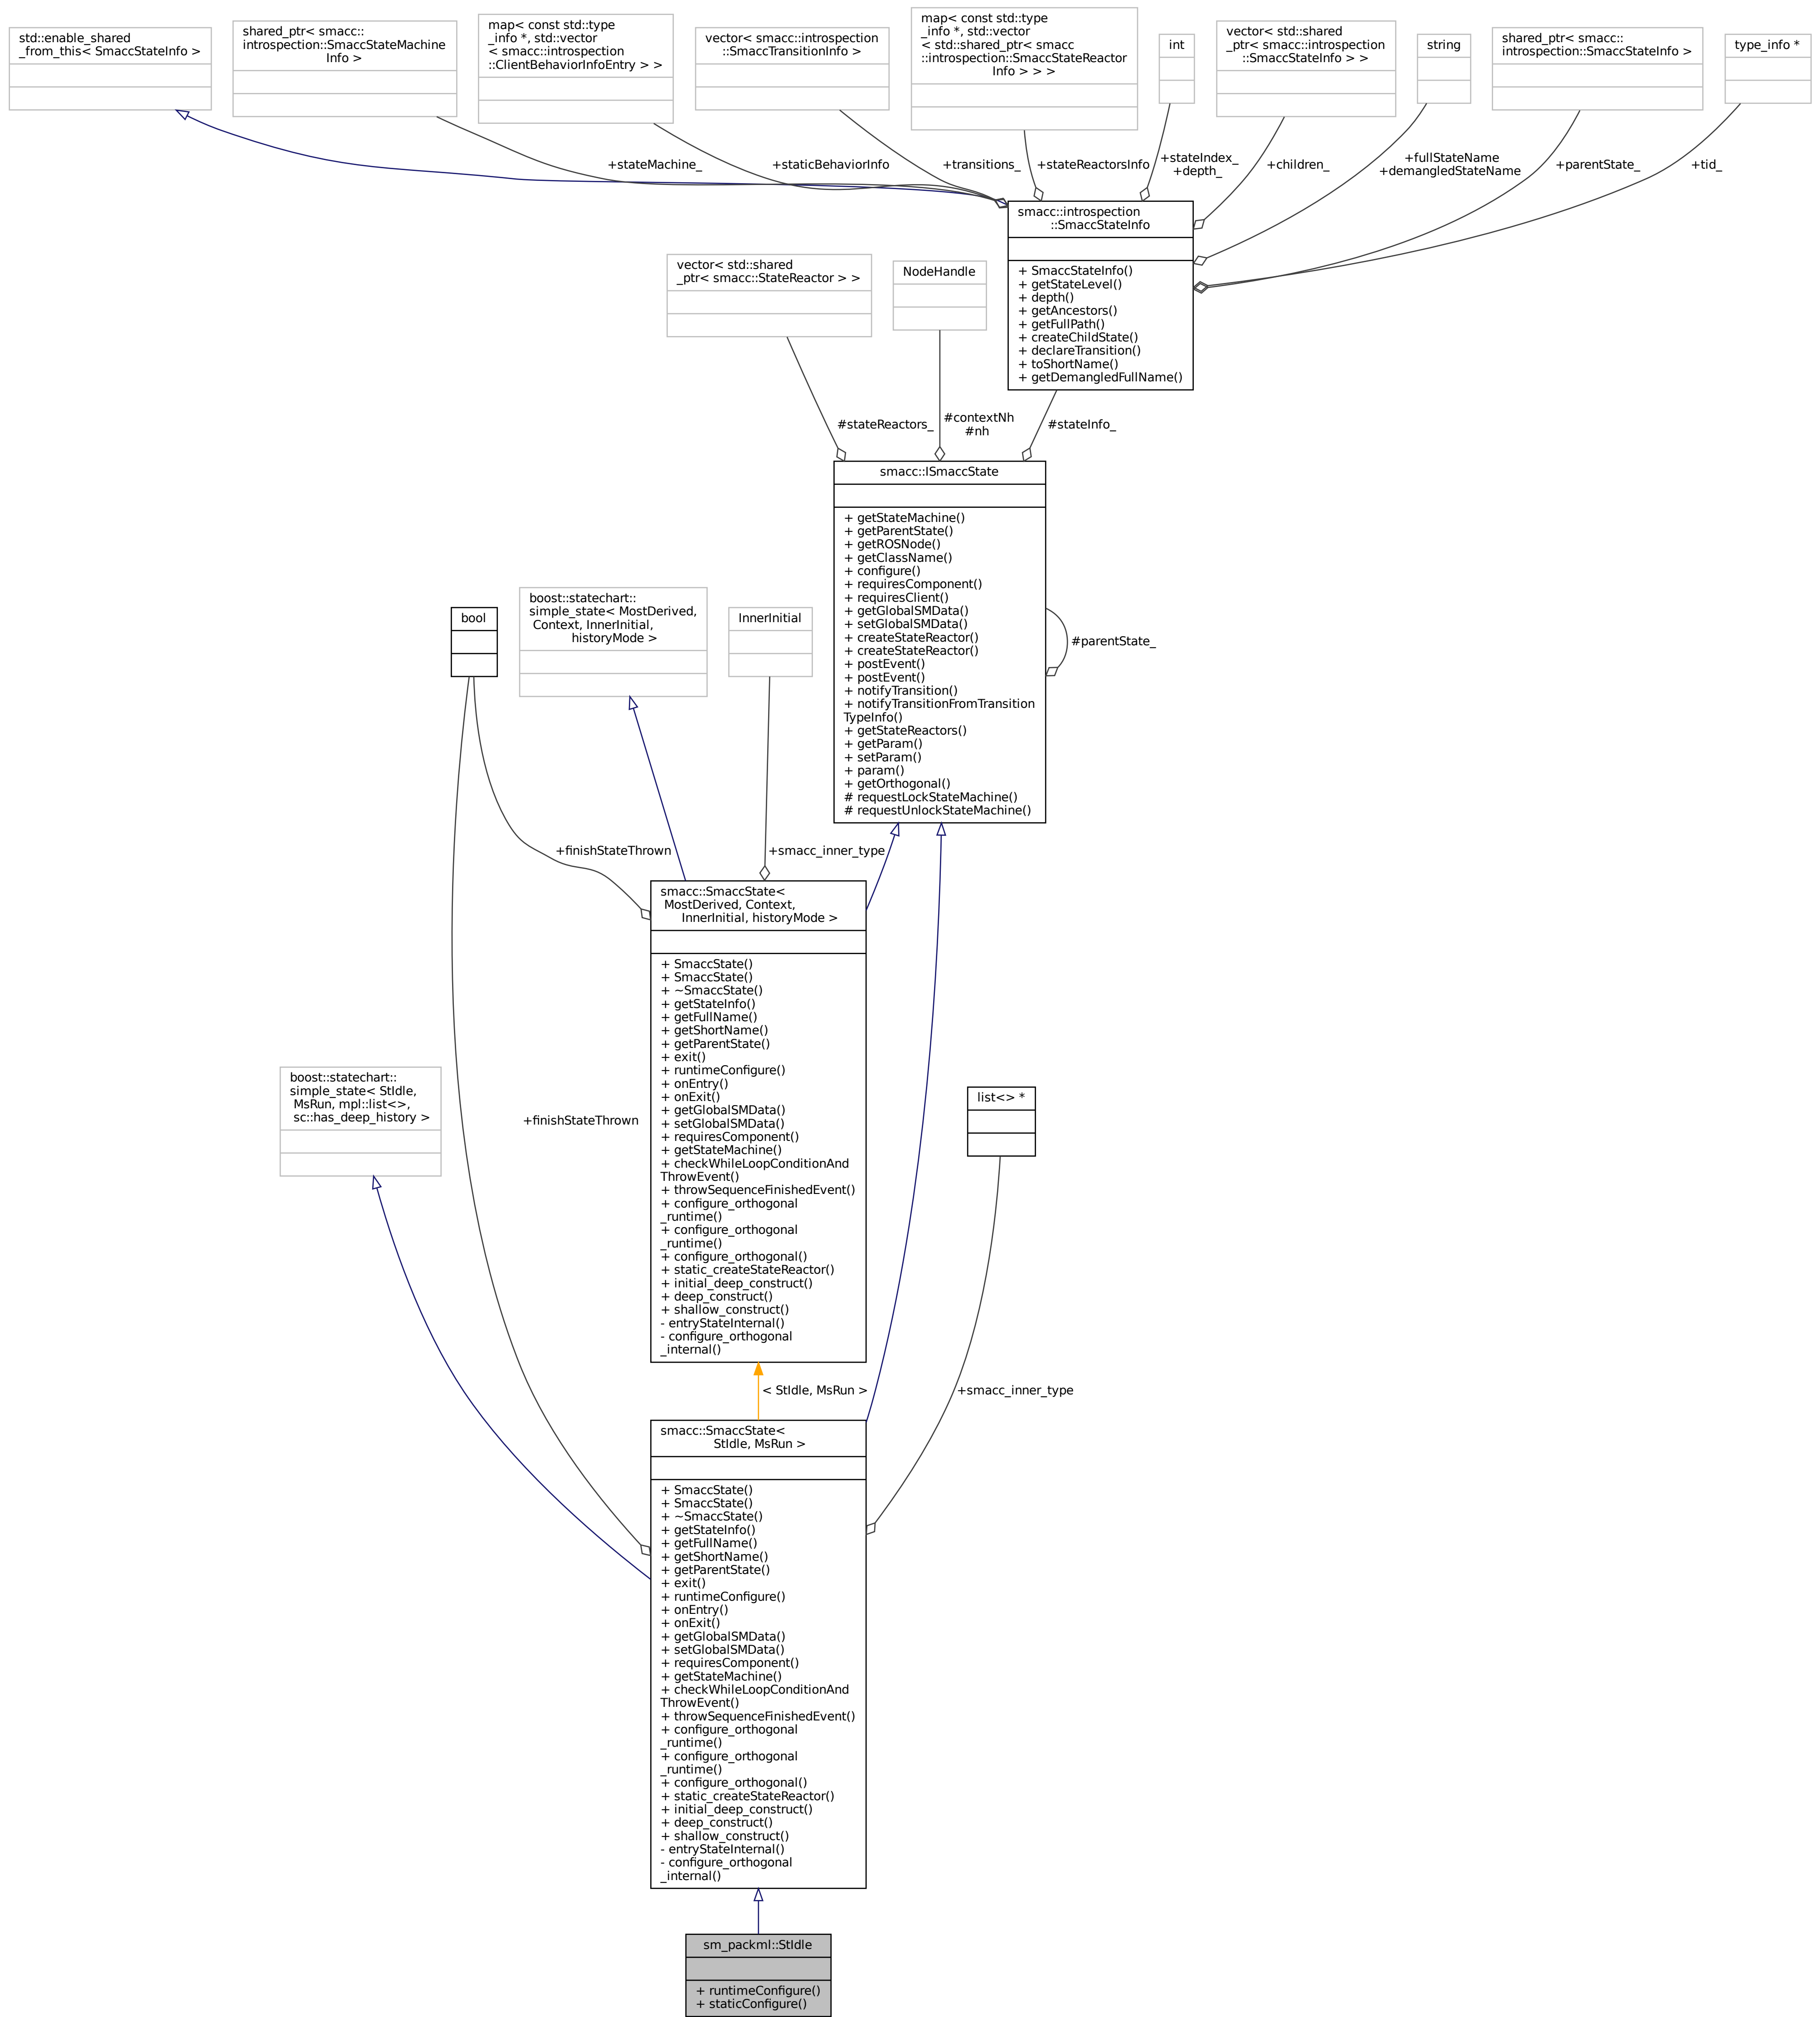 std::enable_shared
_from_this< SmaccStateInfo >
shared_ptr< smacc::
introspection::SmaccStateMachine
Info >
map< const std::type
_info *, std::vector
< smacc::introspection
::ClientBehaviorInfoEntry > >
vector< smacc::introspection
::SmaccTransitionInfo >
map< const std::type
_info *, std::vector
< std::shared_ptr< smacc
::introspection::SmaccStateReactor
Info > > >
int
vector< std::shared
_ptr< smacc::introspection
::SmaccStateInfo > >
string
shared_ptr< smacc::
introspection::SmaccStateInfo >
type_info *
+stateMachine_
+staticBehaviorInfo
+transitions_
+stateReactorsInfo
+stateIndex_
+depth_
+children_
+fullStateName
+demangledStateName
+parentState_
+tid_
smacc::introspection
::SmaccStateInfo
+ SmaccStateInfo()
+ getStateLevel()
+ depth()
+ getAncestors()
+ getFullPath()
+ createChildState()
+ declareTransition()
+ toShortName()
+ getDemangledFullName()
vector< std::shared
_ptr< smacc::StateReactor > >
NodeHandle
#stateReactors_
#contextNh
#nh
#stateInfo_
smacc::ISmaccState
+ getStateMachine()
+ getParentState()
+ getROSNode()
+ getClassName()
+ configure()
+ requiresComponent()
+ requiresClient()
+ getGlobalSMData()
+ setGlobalSMData()
+ createStateReactor()
+ createStateReactor()
+ postEvent()
+ postEvent()
+ notifyTransition()
+ notifyTransitionFromTransition
TypeInfo()
+ getStateReactors()
+ getParam()
+ setParam()
+ param()
+ getOrthogonal()
# requestLockStateMachine()
# requestUnlockStateMachine()
#parentState_
bool
boost::statechart::
simple_state< MostDerived,
Context, InnerInitial,
historyMode >
InnerInitial
+finishStateThrown
+smacc_inner_type
smacc::SmaccState<
MostDerived, Context,
InnerInitial, historyMode >
+ SmaccState()
+ SmaccState()
+ ~SmaccState()
+ getStateInfo()
+ getFullName()
+ getShortName()
+ getParentState()
+ exit()
+ runtimeConfigure()
+ onEntry()
+ onExit()
+ getGlobalSMData()
+ setGlobalSMData()
+ requiresComponent()
+ getStateMachine()
+ checkWhileLoopConditionAnd
ThrowEvent()
+ throwSequenceFinishedEvent()
+ configure_orthogonal
_runtime()
+ configure_orthogonal
_runtime()
+ configure_orthogonal()
+ static_createStateReactor()
+ initial_deep_construct()
+ deep_construct()
+ shallow_construct()
- entryStateInternal()
- configure_orthogonal
_internal()
boost::statechart::
simple_state< StIdle,
MsRun, mpl::list<>,
sc::has_deep_history >
+finishStateThrown
list<> *
< StIdle, MsRun >
+smacc_inner_type
smacc::SmaccState<
StIdle, MsRun >
+ SmaccState()
+ SmaccState()
+ ~SmaccState()
+ getStateInfo()
+ getFullName()
+ getShortName()
+ getParentState()
+ exit()
+ runtimeConfigure()
+ onEntry()
+ onExit()
+ getGlobalSMData()
+ setGlobalSMData()
+ requiresComponent()
+ getStateMachine()
+ checkWhileLoopConditionAnd
ThrowEvent()
+ throwSequenceFinishedEvent()
+ configure_orthogonal
_runtime()
+ configure_orthogonal
_runtime()
+ configure_orthogonal()
+ static_createStateReactor()
+ initial_deep_construct()
+ deep_construct()
+ shallow_construct()
- entryStateInternal()
- configure_orthogonal
_internal()
sm_packml::StIdle
+ runtimeConfigure()
+ staticConfigure()